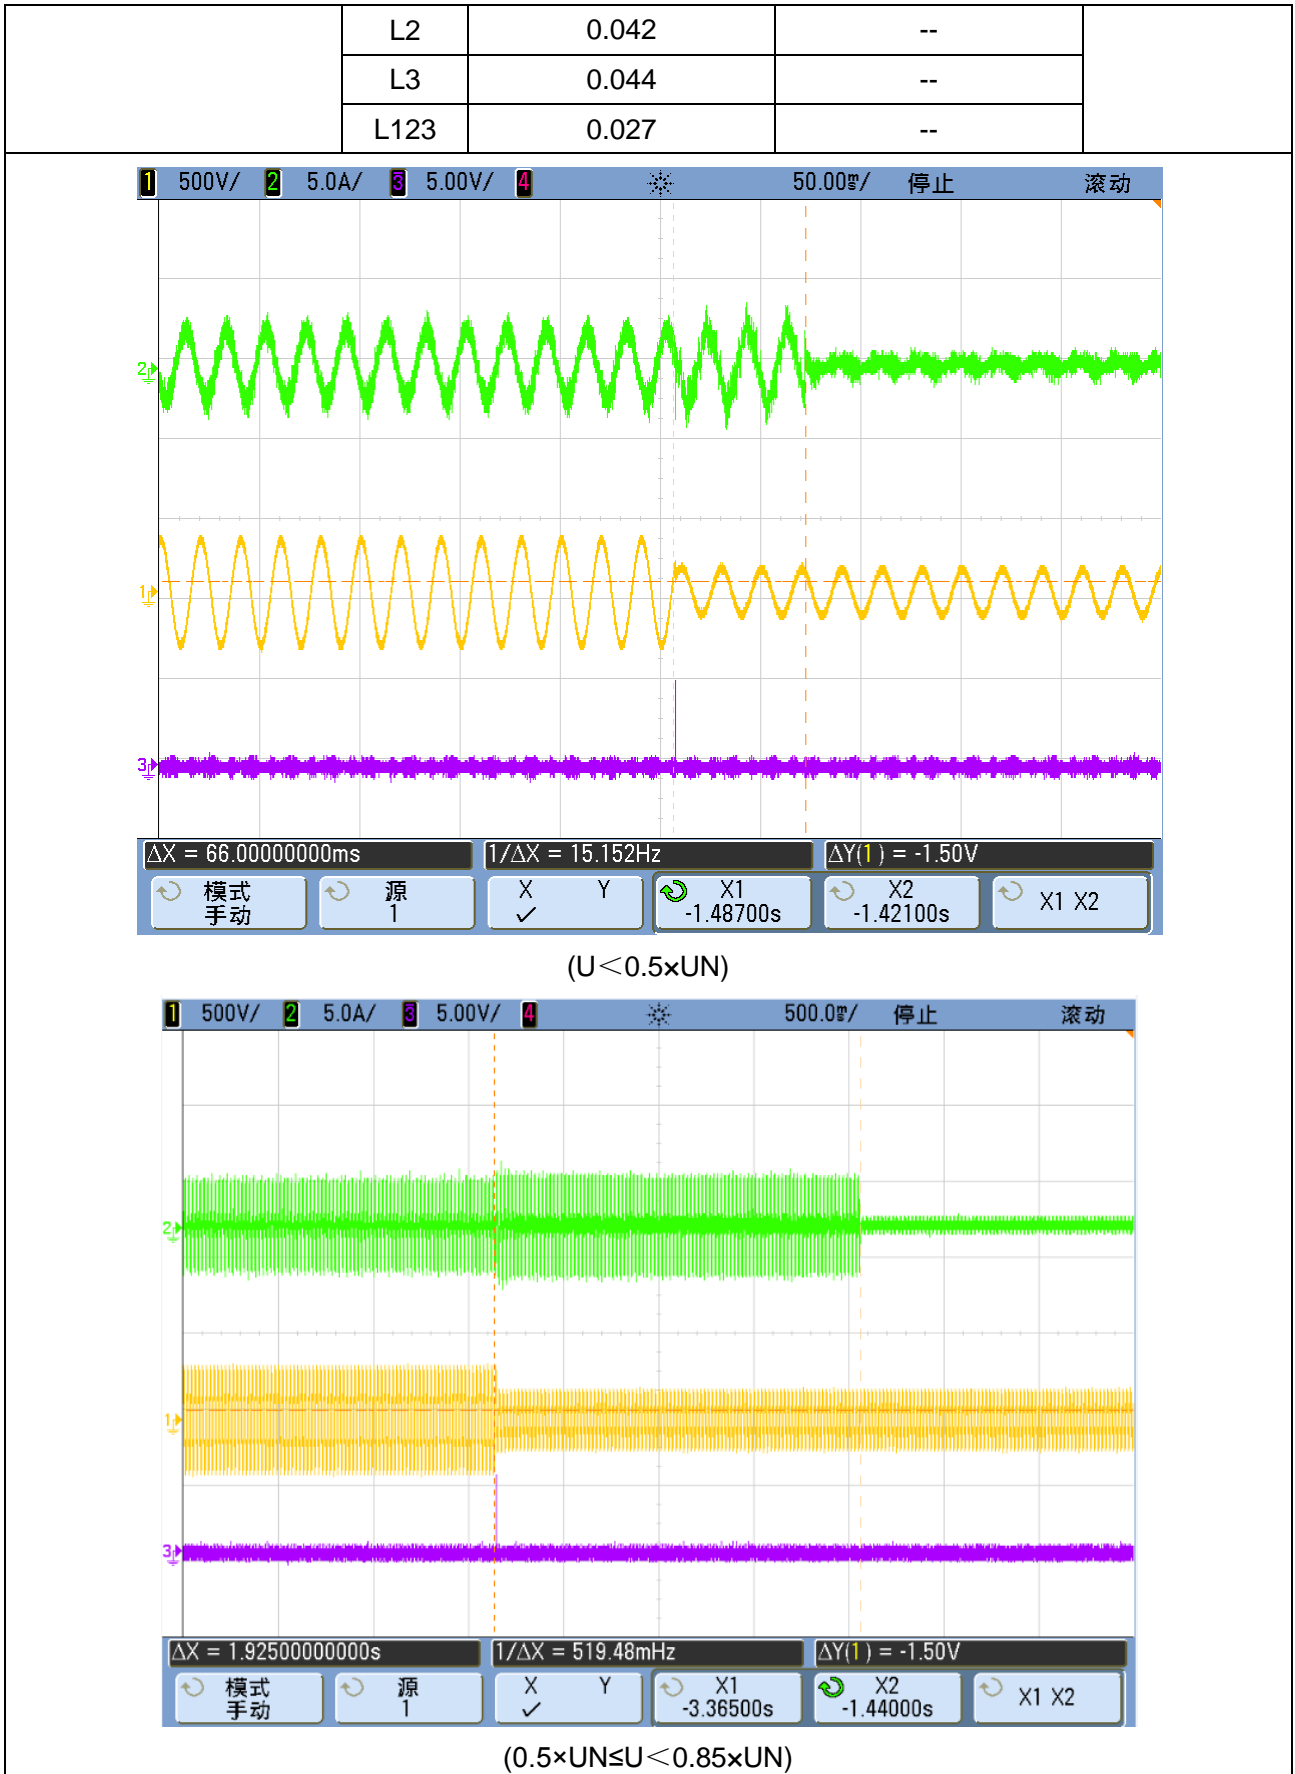 L2 0.042 --
L3 0.044 --
L123 0.027 --
1 500V/ 2 5.0A/ 3 5.00V/ 4 50.00ms/ 停止 滚动
2
1
3
ΔX = 66.00000000ms 1/ΔX = 15.152Hz ΔY(1) = -1.50V
模式 源 X Y X1 X2 X1 X2
手动 1 ✓ -1.48700s -1.42100s
(U＜0.5×UN)
1 500V/ 2 5.0A/ 3 5.00V/ 4 500.0ms/ 停止 滚动
2
1
3
ΔX = 1.92500000000s 1/ΔX = 519.48mHz ΔY(1) = -1.50V
模式 源 X Y X1 X2 X1 X2
手动 1 ✓ -3.36500s -1.44000s
(0.5×UN≤U＜0.85×UN)